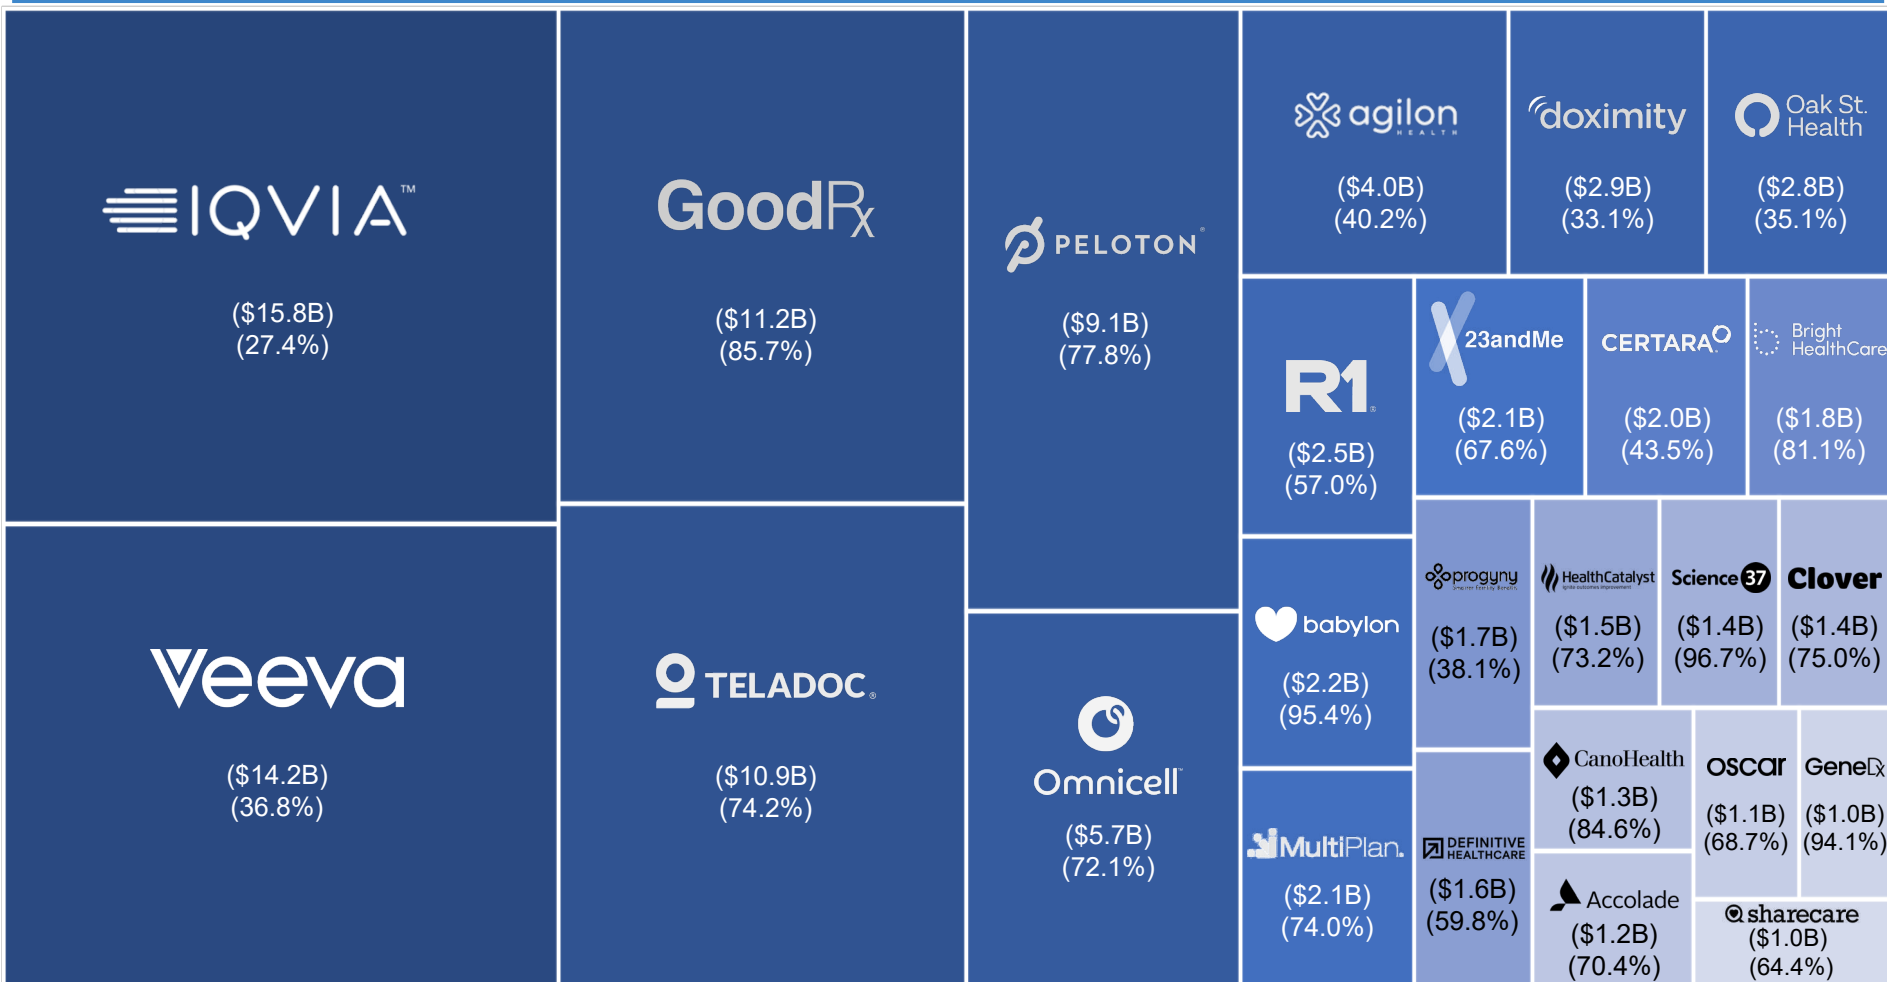 IQVIA™
($15.8B)
(27.4%)
Veeva
($14.2B)
(36.8%)
GoodRx
($11.2B)
(85.7%)
TELADOC®
($10.9B)
(74.2%)
PELOTON®
($9.1B)
(77.8%)
Omnicell™
($5.7B)
(72.1%)
agilon
HEALTH
($4.0B)
(40.2%)
doximity
($2.9B)
(33.1%)
Oak St.
Health
($2.8B)
(35.1%)
R1®
($2.5B)
(57.0%)
babylon
($2.2B)
(95.4%)
MultiPlan.
($2.1B)
(74.0%)
23andMe
($2.1B)
(67.6%)
CERTARA
($2.0B)
(43.5%)
Bright
HealthCare
($1.8B)
(81.1%)
progyny
($1.7B)
(38.1%)
DEFINITIVE
HEALTHCARE
($1.6B)
(59.8%)
HealthCatalyst
ignite outcomes improvement
($1.5B)
(73.2%)
Science 37
($1.4B)
(96.7%)
Clover
($1.4B)
(75.0%)
CanoHealth
($1.3B)
(84.6%)
Accolade
($1.2B)
(70.4%)
oscar
($1.1B)
(68.7%)
GeneDx
($1.0B)
(94.1%)
sharecare
($1.0B)
(64.4%)